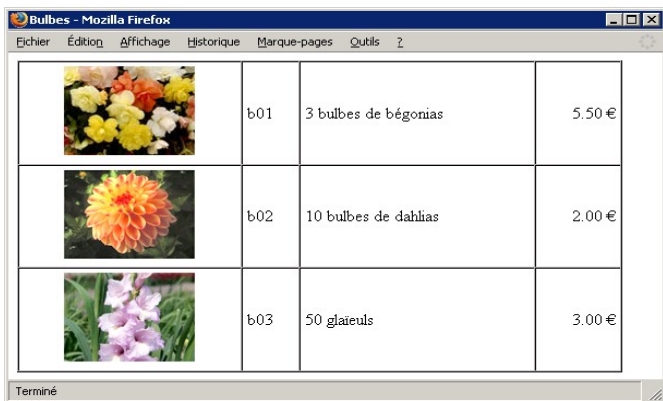 Bulbes - Mozilla Firefox
Fichier Édition Affichage Historique Marque-pages Outils ?
b01 3 bulbes de bégonias 5.50 €
b02 10 bulbes de dahlias 2.00 €
b03 50 glaïeuls 3.00 €
Terminé